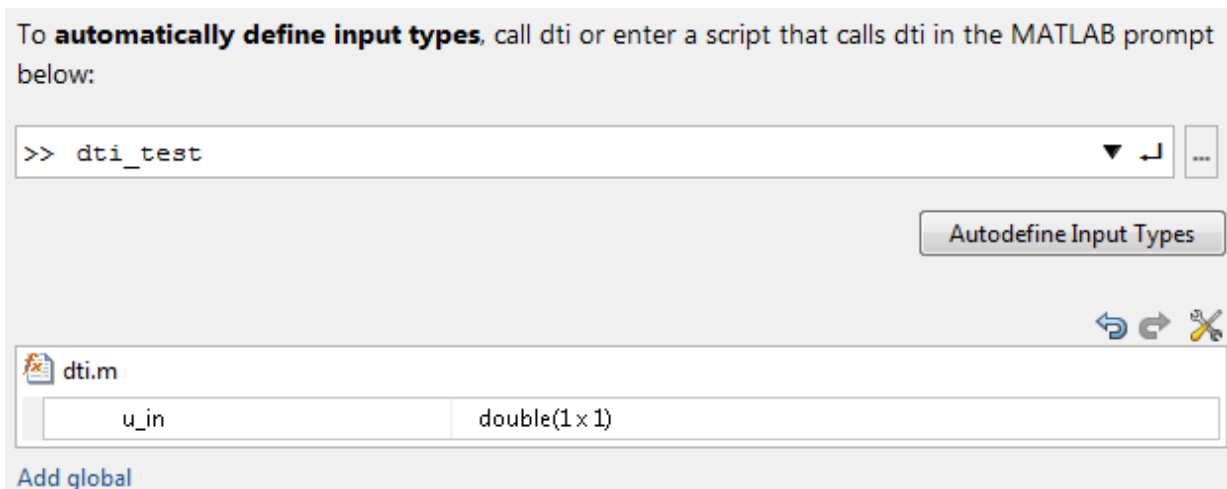 To automatically define input types, call dti or enter a script that calls dti in the MATLAB prompt
below:
>> dti_test
...
Autodefine Input Types
dti.m
u_in double(1 x 1)
Add global